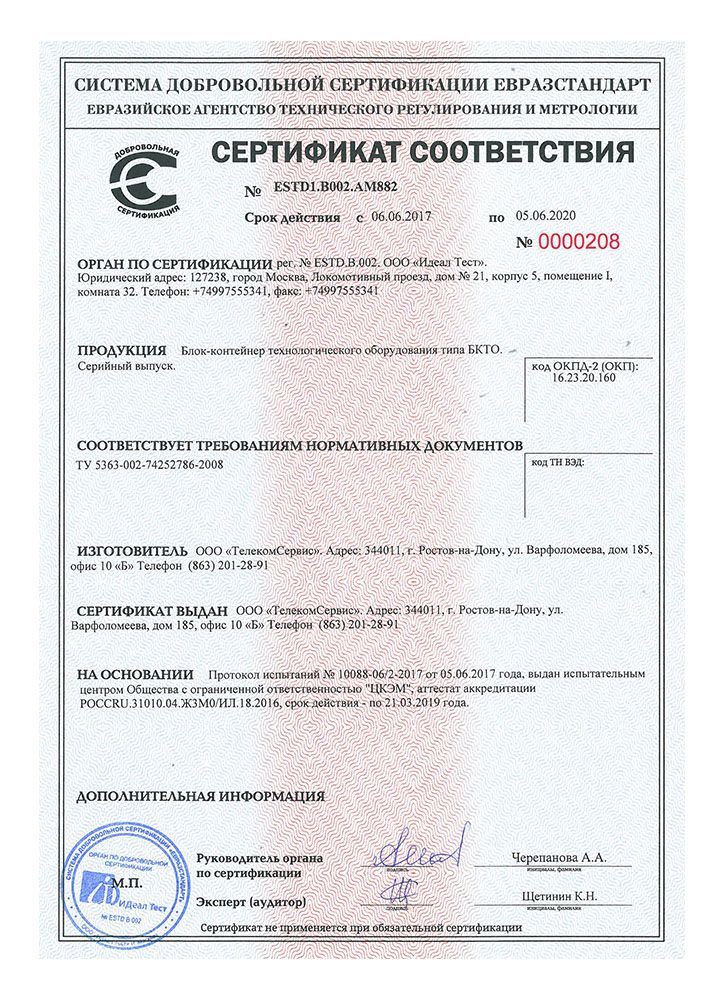 СИСТЕМА ДОБРОВОЛЬНОЙ СЕРТИФИКАЦИИ ЕВРАЗСТАНДАРТ
ЕВРАЗИЙСКОЕ АГЕНТСТВО ТЕХНИЧЕСКОГО РЕГУЛИРОВАНИЯ И МЕТРОЛОГИИ
ДОБРОВОЛЬНАЯ
СЕРТИФИКАЦИЯ
СЕРТИФИКАТ СООТВЕТСТВИЯ
№ ESTD1.B002.AM882
Срок действия с 06.06.2017 по 05.06.2020
№ 0000208
ОРГАН ПО СЕРТИФИКАЦИИ рег. № ESTD.B.002. ООО «Идеал Тест».
Юридический адрес: 127238, город Москва, Локомотивный проезд, дом № 21, корпус 5, помещение I,
комната 32. Телефон: +74997555341, факс: +74997555341
ПРОДУКЦИЯ Блок-контейнер технологического оборудования типа БКТО.
Серийный выпуск.
код ОКПД-2 (ОКП):
16.23.20.160
СООТВЕТСТВУЕТ ТРЕБОВАНИЯМ НОРМАТИВНЫХ ДОКУМЕНТОВ
ТУ 5363-002-74252786-2008
код ТН ВЭД:
ИЗГОТОВИТЕЛЬ ООО «ТелекомСервис». Адрес: 344011, г. Ростов-на-Дону, ул. Варфоломеева, дом 185,
офис 10 «Б» Телефон (863) 201-28-91
СЕРТИФИКАТ ВЫДАН ООО «ТелекомСервис». Адрес: 344011, г. Ростов-на-Дону, ул.
Варфоломеева, дом 185, офис 10 «Б» Телефон (863) 201-28-91
НА ОСНОВАНИИ Протокол испытаний № 10088-06/2-2017 от 05.06.2017 года, выдан испытательным
центром Общества с ограниченной ответственностью "ЦКЭМ", аттестат аккредитации
РОССRU.31010.04.ЖЗМ0/ИЛ.18.2016, срок действия - по 21.03.2019 года.
ДОПОЛНИТЕЛЬНАЯ ИНФОРМАЦИЯ
СИСТЕМА ДОБРОВОЛЬНОЙ СЕРТИФИКАЦИИ «ЕВРАЗСТАНДАРТ»
ОРГАН ПО ДОБРОВОЛЬНОЙ
СЕРТИФИКАЦИИ
М.П.
ИДеал Тест
№ ESTD B 002
Руководитель органа
по сертификации
подпись
Черепанова А.А.
инициалы, фамилия
Эксперт (аудитор)
подпись
Щетинин К.Н.
инициалы, фамилия
Сертификат не применяется при обязательной сертификации